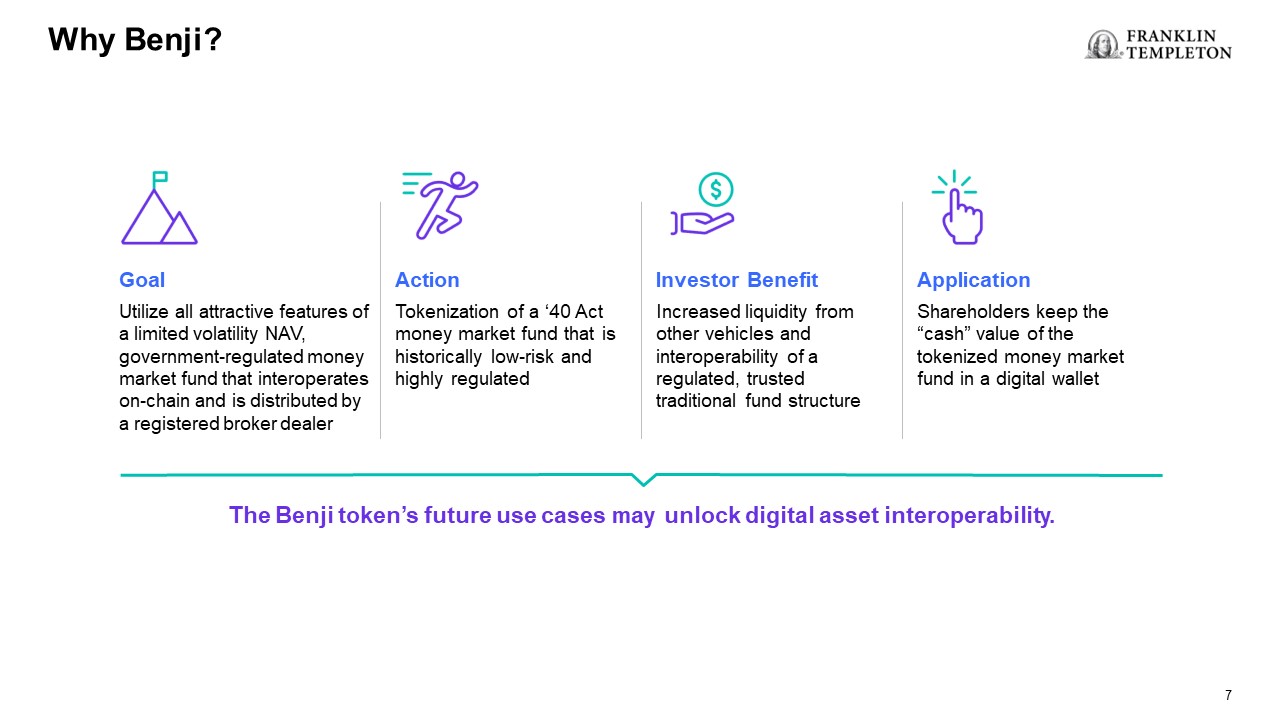 Why Benji?
FRANKLIN
TEMPLETON
$
Goal
Utilize all attractive features of
a limited volatility NAV,
government-regulated money
market fund that interoperates
on-chain and is distributed by
a registered broker dealer
Action
Tokenization of a ‘40 Act
money market fund that is
historically low-risk and
highly regulated
Investor Benefit
Increased liquidity from
other vehicles and
interoperability of a
regulated, trusted
traditional fund structure
Application
Shareholders keep the
“cash” value of the
tokenized money market
fund in a digital wallet
The Benji token’s future use cases may unlock digital asset interoperability.
7